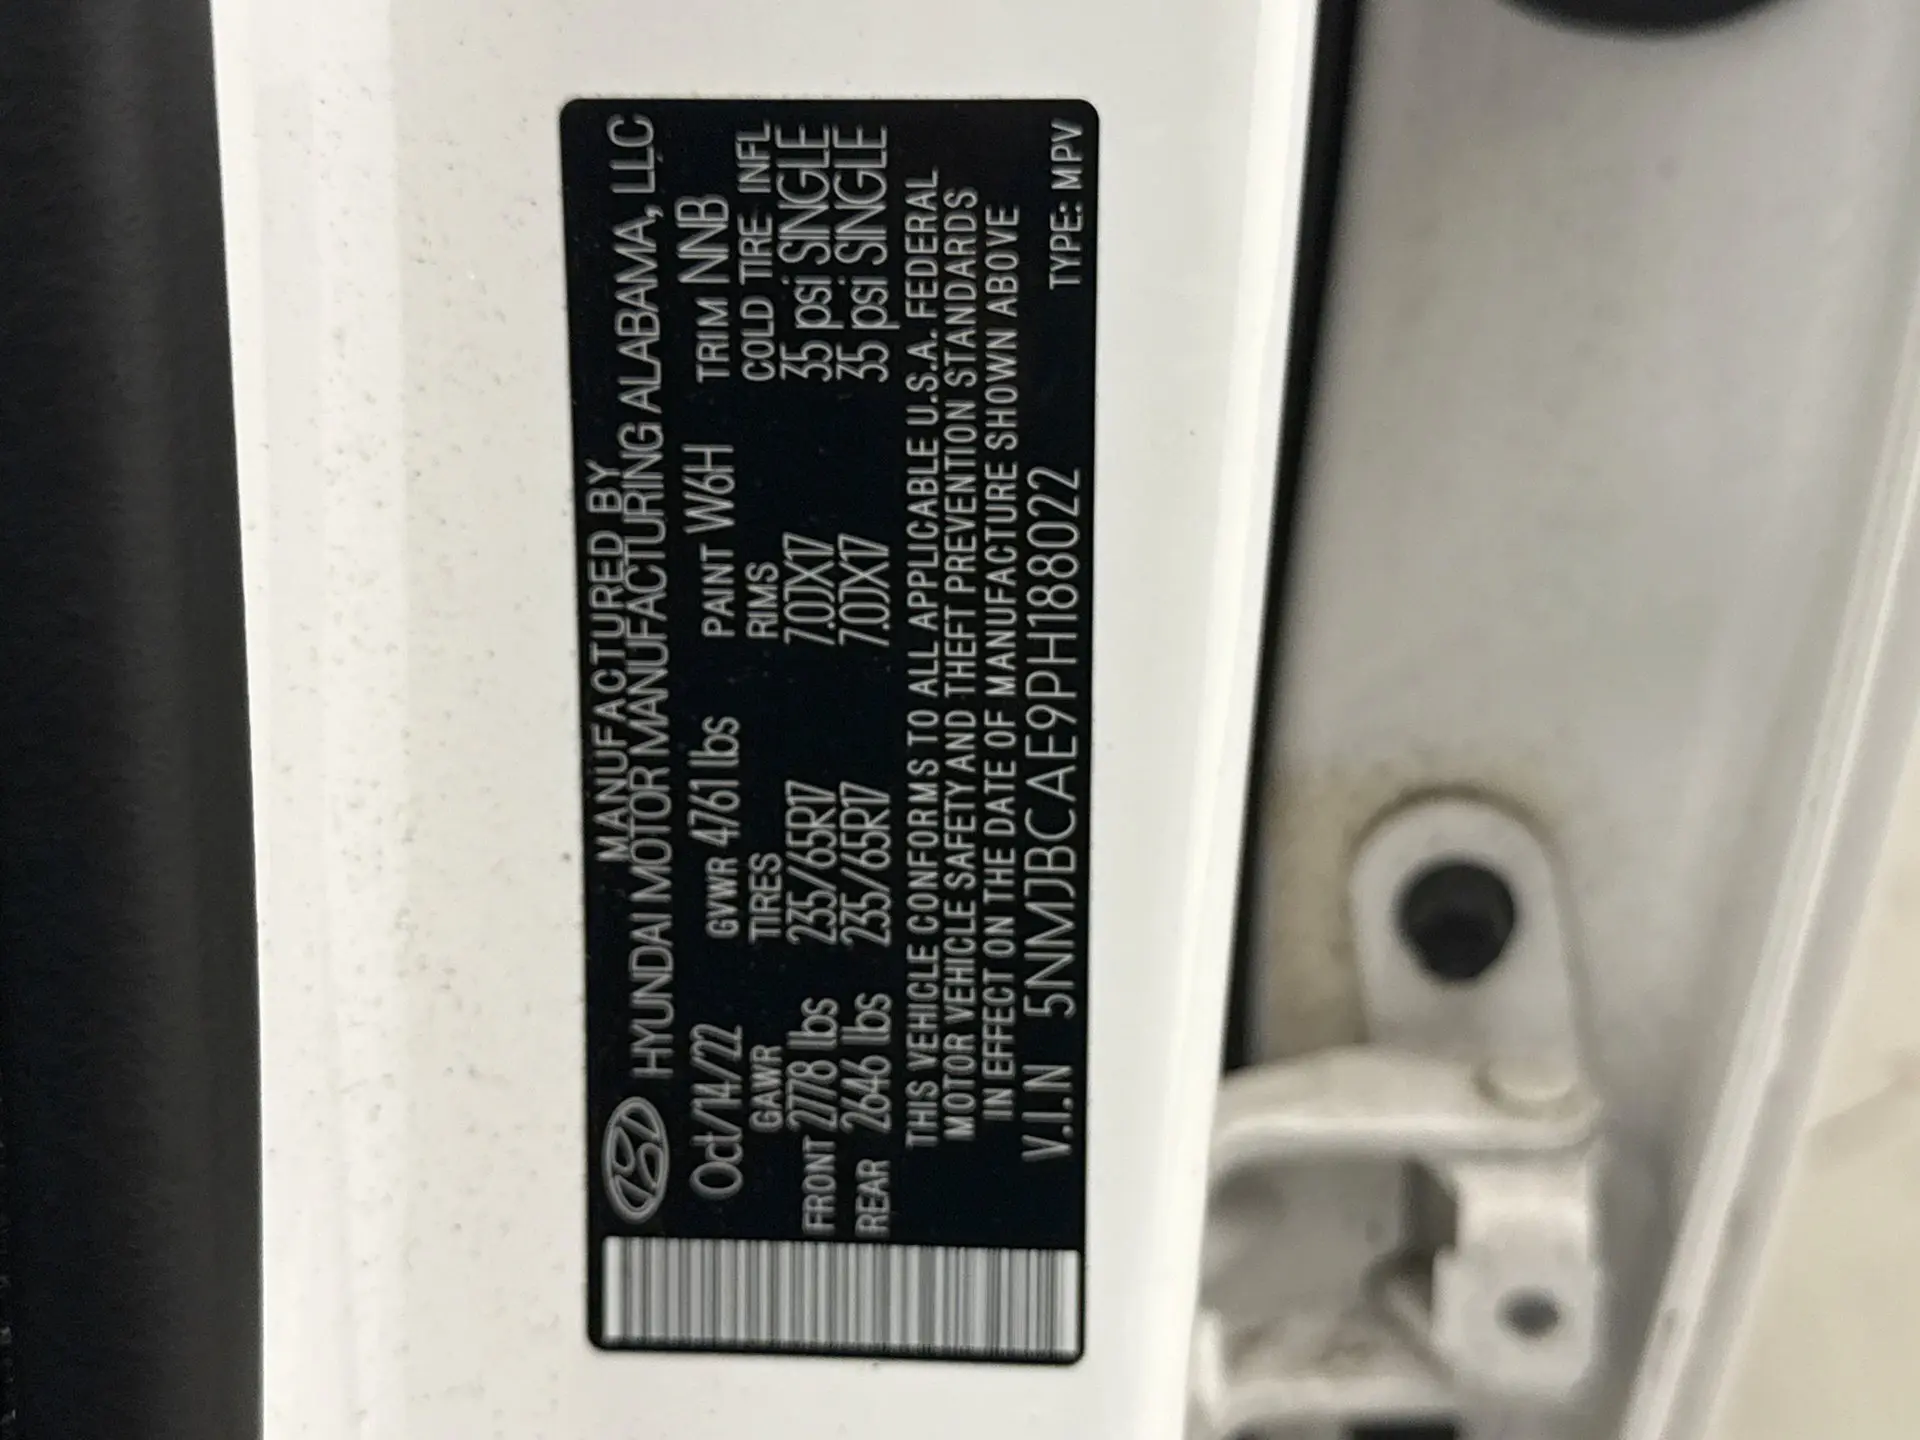 MANUFACTURED BY
HYUNDAI MOTOR MANUFACTURING ALABAMA, LLC
Oct/14/22 GVWR 4761 lbs PAINT W6H TRIM NNB
GAWR TIRES RIMS COLD TIRE INFL
FRONT 2778 lbs 235/65R17 7.0JX17 35 psi SINGLE
REAR 2646 lbs 235/65R17 7.0JX17 35 psi SINGLE
THIS VEHICLE CONFORMS TO ALL APPLICABLE U.S.A. FEDERAL
MOTOR VEHICLE SAFETY AND THEFT PREVENTION STANDARDS
IN EFFECT ON THE DATE OF MANUFACTURE SHOWN ABOVE
V.I.N 5NMJBCAE9PH188022 TYPE: MPV